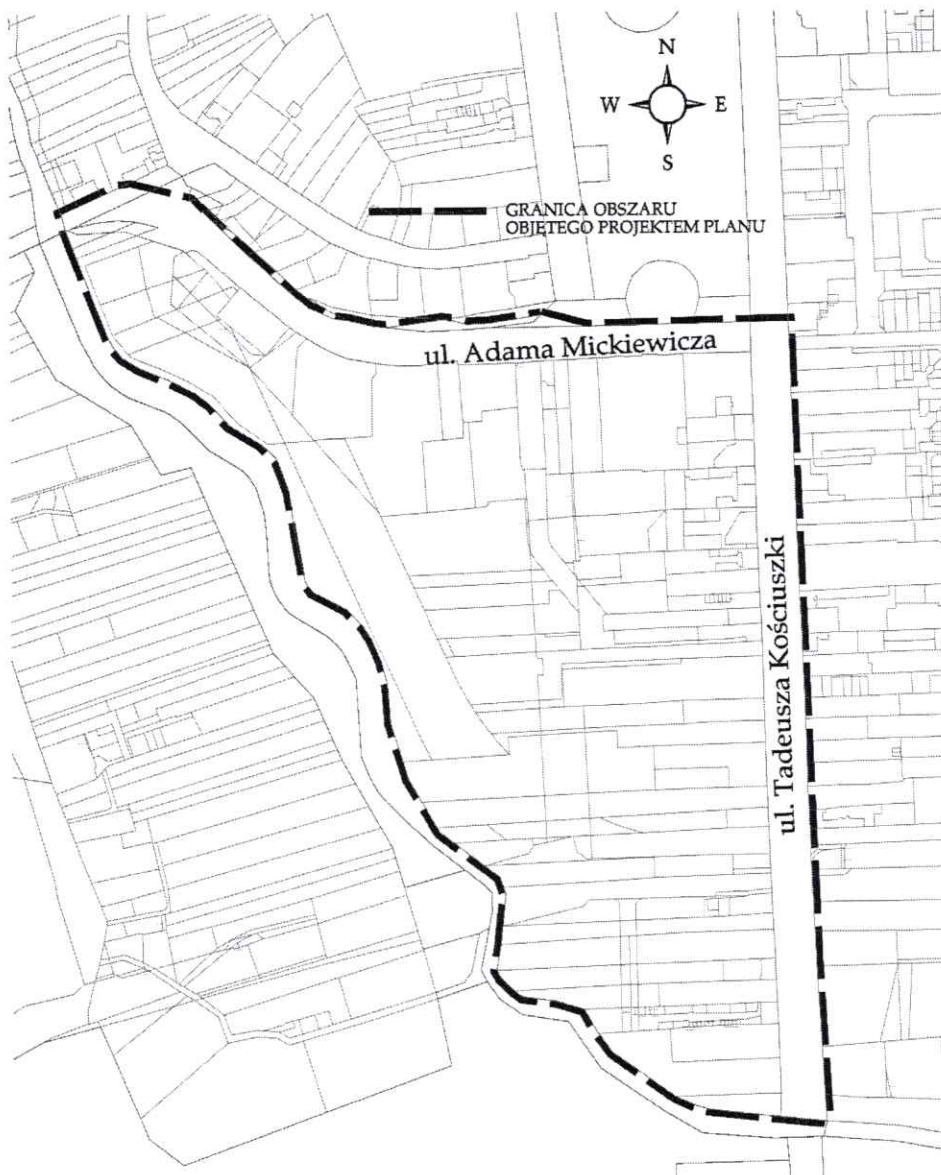 N
W E
S
GRANICA OBSZARU
OBJĘTEGO PROJEKTEM PLANU
ul. Adama Mickiewicza
ul. Tadeusza Kościuszki